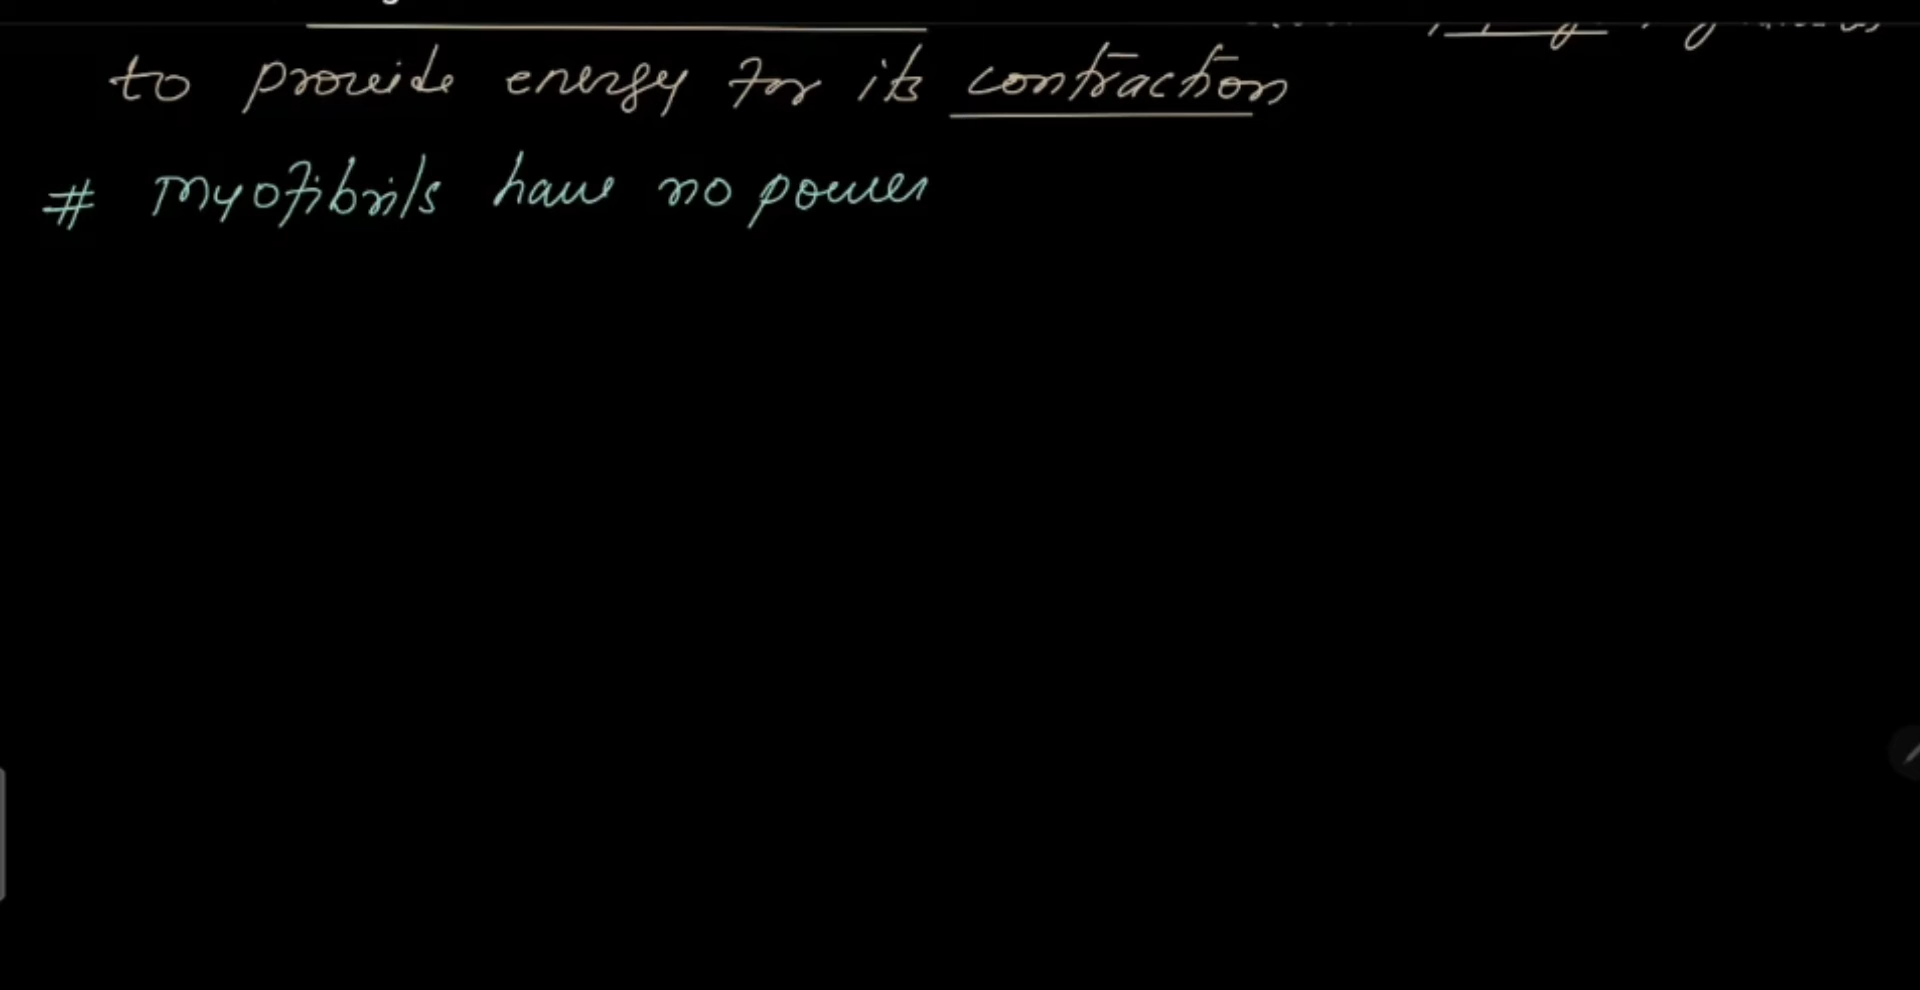 to provide energy for its contraction
# myofibrils have no power